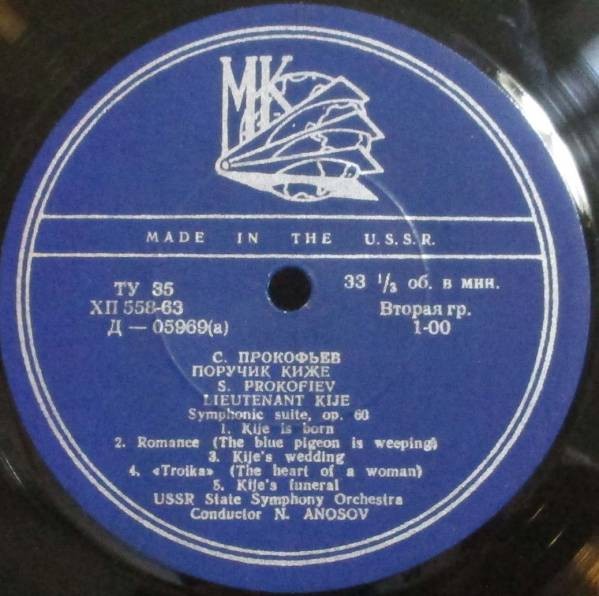 МК
MADE IN THE U.S.S.R.
ТУ 35
ХП 558-63
Д — 05969(а)
33 1/3 об. в мин.
Вторая гр.
1-00
С. ПРОКОФЬЕВ
ПОРУЧИК КИЖЕ
S. PROKOFIEV
LIEUTENANT KIJE
Symphonic suite, op. 60
1. Kije is born
2. Romance (The blue pigeon is weeping)
3. Kije's wedding
4. «Troika» (The heart of a woman)
5. Kije's funeral
USSR State Symphony Orchestra
Conductor N. ANOSOV